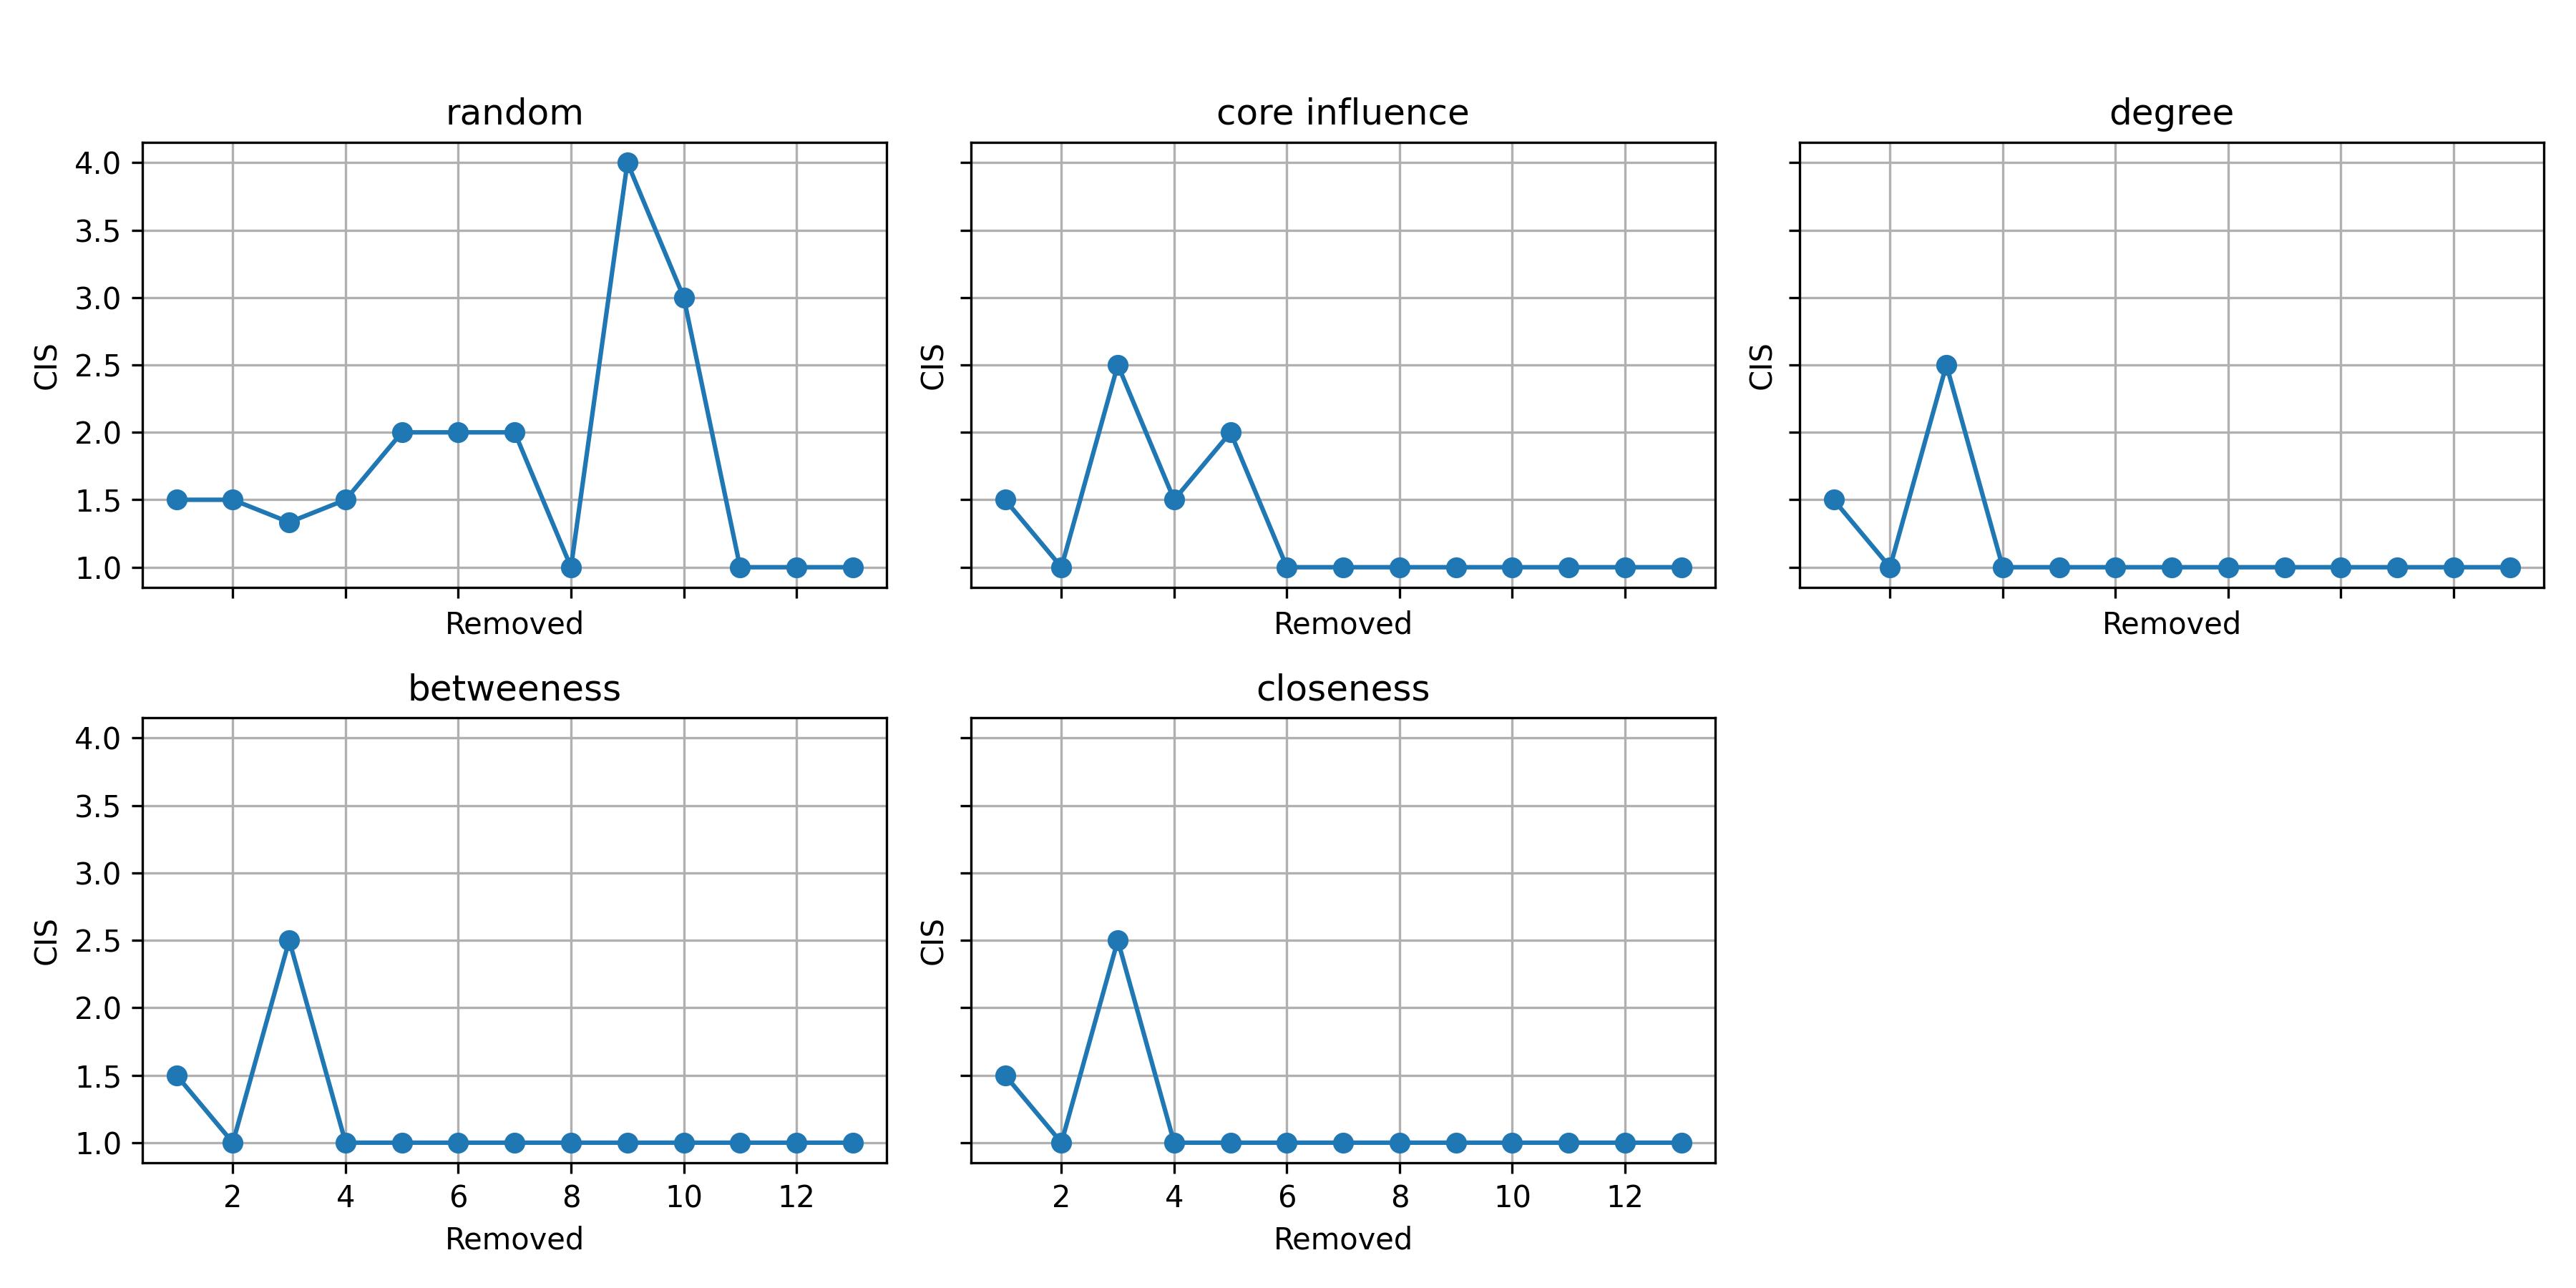 random
core influence
degree
4.0
3.5
3.0
2.5
2.0
1.5
1.0
CIS
CIS
CIS
Removed
Removed
Removed
betweeness
closeness
4.0
3.5
3.0
2.5
2.0
1.5
1.0
CIS
CIS
2 4 6 8 10 12
2 4 6 8 10 12
Removed
Removed